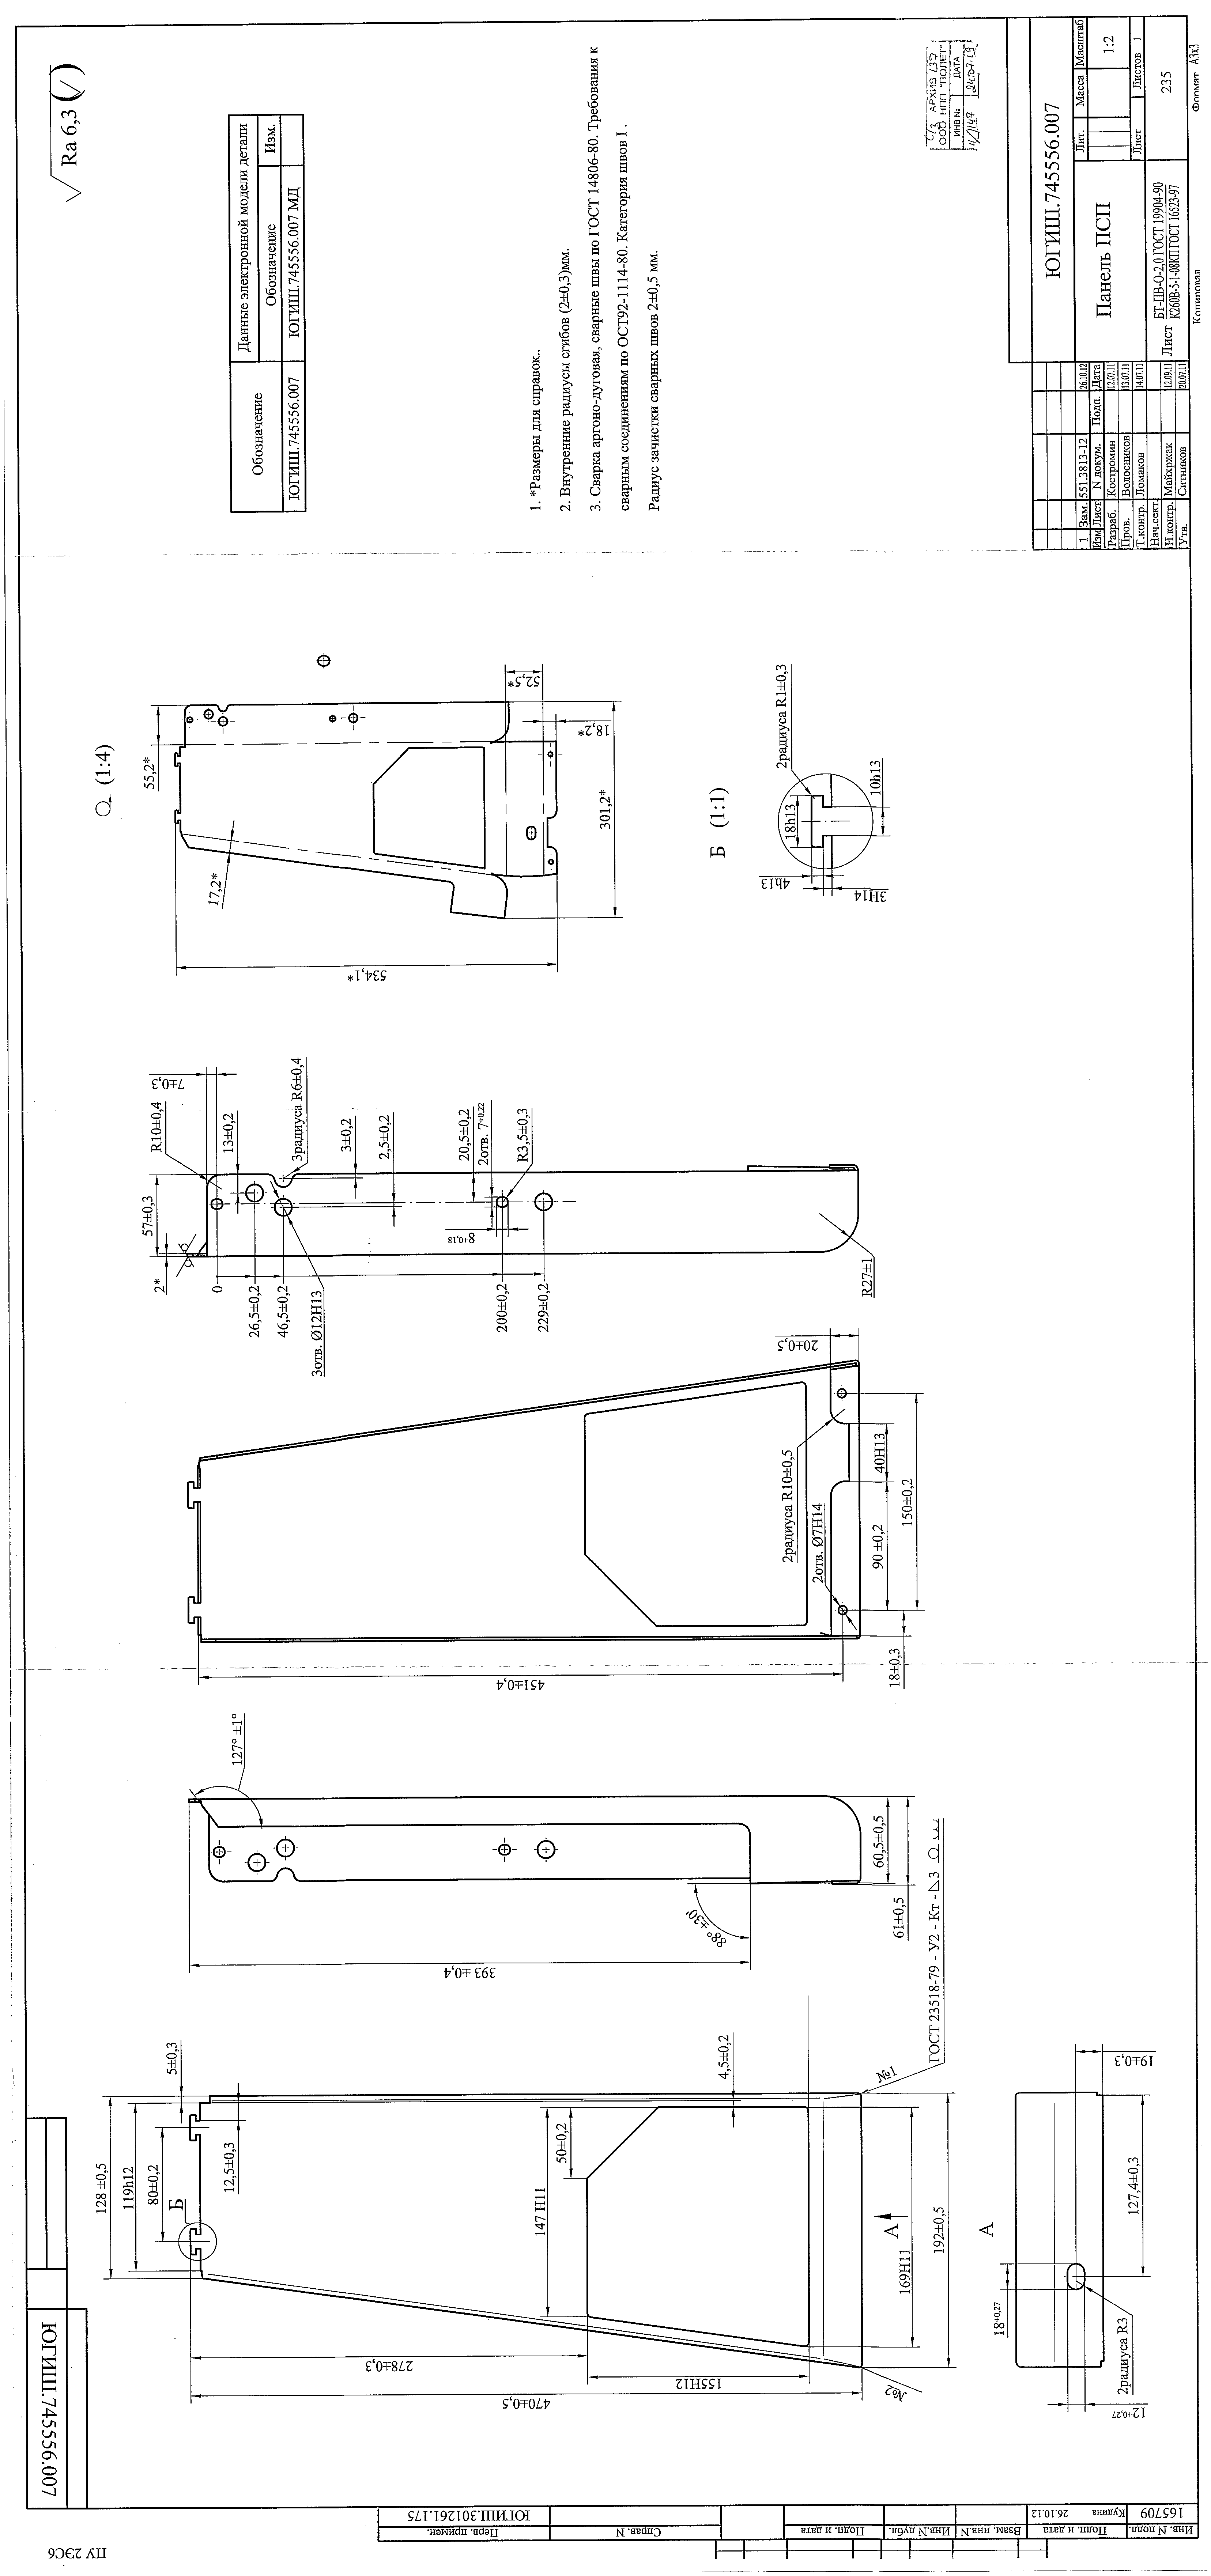 ПУ 2ЭС6
ЮГИШ.745556.007
Перв. примен.
ЮГИШ.301261.175
Справ. N
Подп. и дата
Инв.N дубл.
Взам. инв.N
Подп. и дата
Кудина 26.10.12
Инв. N подл.
165709
√ Ra 6,3 (√)
128 ±0,5
119h12
80±0,2
Б
5±0,3
12,5±0,3
147 H11
50±0,2
4,5±0,2
278±0,3
470±0,5
155H12
169H11
192±0,5
А
№1
№2
ГОСТ 23518-79 - У2 - Кт - ⊿3
А
18+0,27
127,4±0,3
19±0,3
2радиуса R3
12+0,27
127° ±1°
393 ±0,4
88° ±30'
60,5±0,5
61±0,5
451±0,4
18±0,3
2отв. Ø7H14
2радиуса R10±0,5
90 ±0,2
40H13
150±0,2
20±0,5
2*
57±0,3
R10±0,4
7±0,3
13±0,2
3радиуса R6±0,4
3±0,2
2,5±0,2
20,5±0,2
2отв. 7+0,22
R3,5±0,3
8+0,18
0
26,5±0,2
46,5±0,2
3отв. Ø12H13
200±0,2
229±0,2
R27±1
(1:4)
55,2*
17,2*
534,1*
301,2*
52,5*
18,2*
Б (1:1)
2радиуса R1±0,3
18h13
10h13
4h13
3H14
Обозначение
Данные электронной модели детали
Обозначение
Изм.
ЮГИШ.745556.007
ЮГИШ.745556.007 МД
1. *Размеры для справок..
2. Внутренние радиусы сгибов (2±0,3)мм.
3. Сварка аргоно-дуговая, сварные швы по ГОСТ 14806-80. Требования к
сварным соединениям по ОСТ92-1114-80. Категория швов I .
Радиус зачистки сварных швов 2±0,5 мм.
АРХИВ
ООО НПП "ПОЛЕТ"
ИНВ №
ДАТА
ЮГИШ.745556.007
1 Зам. 551.3813-12 26.10.12
Изм Лист N докум. Подп. Дата
Разраб. Костромин 12.07.11
Пров. Волосников 13.07.11
Т.контр. Ломаков 14.07.11
Нач.сект.
Н.контр. Майхржак 12.09.11
Утв. Ситников 20.07.11
Панель ПСП
Лит. Масса Масштаб
1:2
Лист Листов 1
Лист БТ-ПВ-О-2,0 ГОСТ 19904-90
К260В-5-1-08КП ГОСТ 16523-97
235
Копировал
Формат А3х3